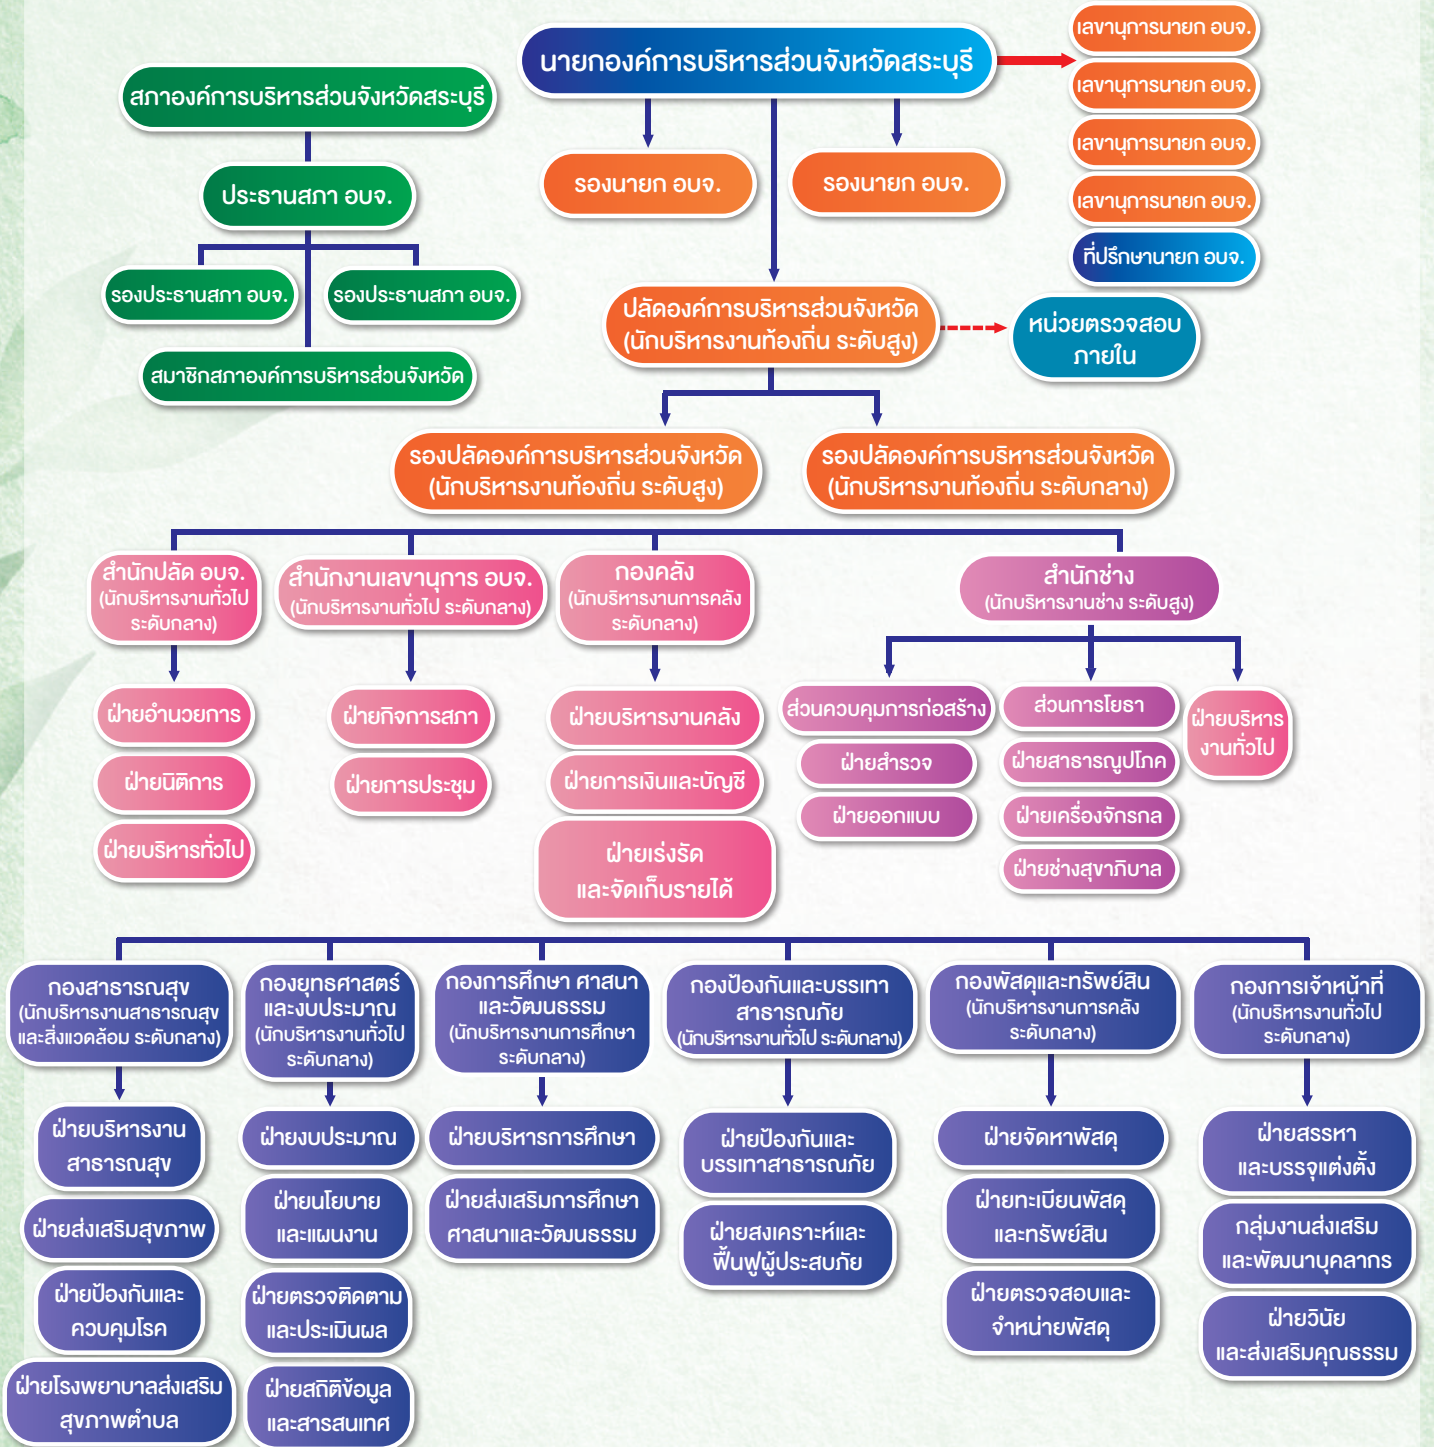 นายกองค์การบริหารส่วนจังหวัดสระบุรี
เลขานุการนายก อบจ.
เลขานุการนายก อบจ.
เลขานุการนายก อบจ.
เลขานุการนายก อบจ.
ที่ปรึกษานายก อบจ.
สภาองค์การบริหารส่วนจังหวัดสระบุรี
ประธานสภา อบจ.
รองประธานสภา อบจ.
รองประธานสภา อบจ.
สมาชิกสภาองค์การบริหารส่วนจังหวัด
รองนายก อบจ.
รองนายก อบจ.
ปลัดองค์การบริหารส่วนจังหวัด
(นักบริหารงานท้องถิ่น ระดับสูง)
หน่วยตรวจสอบ
ภายใน
รองปลัดองค์การบริหารส่วนจังหวัด
(นักบริหารงานท้องถิ่น ระดับสูง)
รองปลัดองค์การบริหารส่วนจังหวัด
(นักบริหารงานท้องถิ่น ระดับกลาง)
สำนักปลัด อบจ.
(นักบริหารงานทั่วไป
ระดับกลาง)
ฝ่ายอำนวยการ
ฝ่ายนิติการ
ฝ่ายบริหารทั่วไป
สำนักงานเลขานุการ อบจ.
(นักบริหารงานทั่วไป ระดับกลาง)
ฝ่ายกิจการสภา
ฝ่ายการประชุม
กองคลัง
(นักบริหารงานการคลัง
ระดับกลาง)
ฝ่ายบริหารงานคลัง
ฝ่ายการเงินและบัญชี
ฝ่ายเร่งรัด
และจัดเก็บรายได้
สำนักช่าง
(นักบริหารงานช่าง ระดับสูง)
ส่วนควบคุมการก่อสร้าง
ฝ่ายสำรวจ
ฝ่ายออกแบบ
ส่วนการโยธา
ฝ่ายสาธารณูปโภค
ฝ่ายเครื่องจักรกล
ฝ่ายช่างสุขาภิบาล
ฝ่ายบริหาร
งานทั่วไป
กองสาธารณสุข
(นักบริหารงานสาธารณสุข
และสิ่งแวดล้อม ระดับกลาง)
ฝ่ายบริหารงาน
สาธารณสุข
ฝ่ายส่งเสริมสุขภาพ
ฝ่ายป้องกันและ
ควบคุมโรค
ฝ่ายโรงพยาบาลส่งเสริม
สุขภาพตำบล
กองยุทธศาสตร์
และงบประมาณ
(นักบริหารงานทั่วไป
ระดับกลาง)
ฝ่ายงบประมาณ
ฝ่ายนโยบาย
และแผนงาน
ฝ่ายตรวจติดตาม
และประเมินผล
ฝ่ายสถิติข้อมูล
และสารสนเทศ
กองการศึกษา ศาสนา
และวัฒนธรรม
(นักบริหารงานการศึกษา
ระดับกลาง)
ฝ่ายบริหารการศึกษา
ฝ่ายส่งเสริมการศึกษา
ศาสนาและวัฒนธรรม
กองป้องกันและบรรเทา
สาธารณภัย
(นักบริหารงานทั่วไป ระดับกลาง)
ฝ่ายป้องกันและ
บรรเทาสาธารณภัย
ฝ่ายสงเคราะห์และ
ฟื้นฟูผู้ประสบภัย
กองพัสดุและทรัพย์สิน
(นักบริหารงานการคลัง
ระดับกลาง)
ฝ่ายจัดหาพัสดุ
ฝ่ายทะเบียนพัสดุ
และทรัพย์สิน
ฝ่ายตรวจสอบและ
จำหน่ายพัสดุ
กองการเจ้าหน้าที่
(นักบริหารงานทั่วไป
ระดับกลาง)
ฝ่ายสรรหา
และบรรจุแต่งตั้ง
กลุ่มงานส่งเสริม
และพัฒนาบุคลากร
ฝ่ายวินัย
และส่งเสริมคุณธรรม